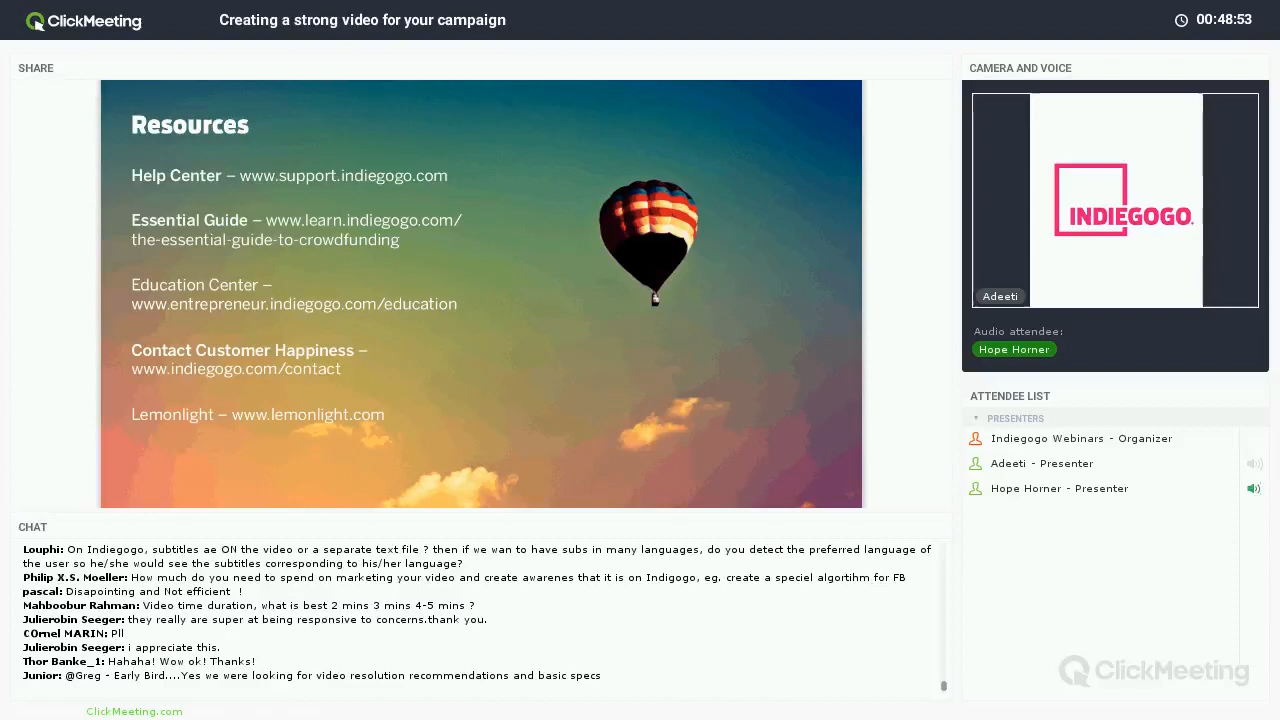 ClickMeeting
Creating a strong video for your campaign
00:48:53
SHARE
Resources
Help Center – www.support.indiegogo.com
Essential Guide – www.learn.indiegogo.com/
the-essential-guide-to-crowdfunding
Education Center –
www.entrepreneur.indiegogo.com/education
Contact Customer Happiness –
www.indiegogo.com/contact
Lemonlight – www.lemonlight.com
CAMERA AND VOICE
INDIEGOGO.
Adeeti
Audio attendee:
Hope Horner
ATTENDEE LIST
PRESENTERS
Indiegogo Webinars - Organizer
Adeeti - Presenter
Hope Horner - Presenter
CHAT
Louphi: On Indiegogo, subtitles ae ON the video or a separate text file ? then if we wan to have subs in many languages, do you detect the preferred language of
the user so he/she would see the subtitles corresponding to his/her language?
Philip X.S. Moeller: How much do you need to spend on marketing your video and create awarenes that it is on Indigogo, eg. create a speciel algortihm for FB
pascal: Disapointing and Not efficient !
Mahboobur Rahman: Video time duration, what is best 2 mins 3 mins 4-5 mins ?
Julierobin Seeger: they really are super at being responsive to concerns.thank you.
C0rnel MARIN: Pll
Julierobin Seeger: i appreciate this.
Thor Banke_1: Hahaha! Wow ok! Thanks!
Junior: @Greg - Early Bird....Yes we were looking for video resolution recommendations and basic specs
ClickMeeting
ClickMeeting.com